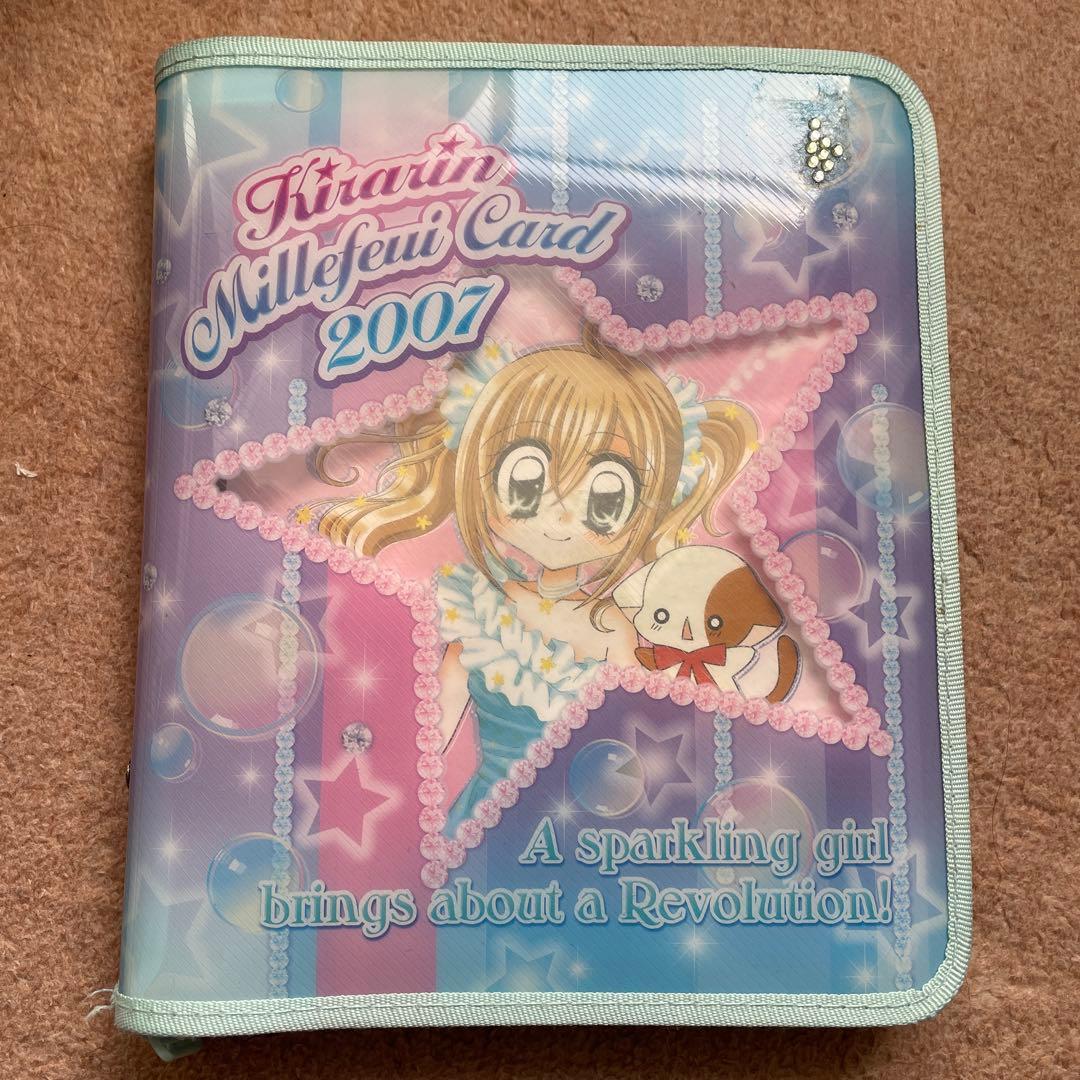 Kirarin
Millefeui Card
2007
A sparkling girl
brings about a Revolution!